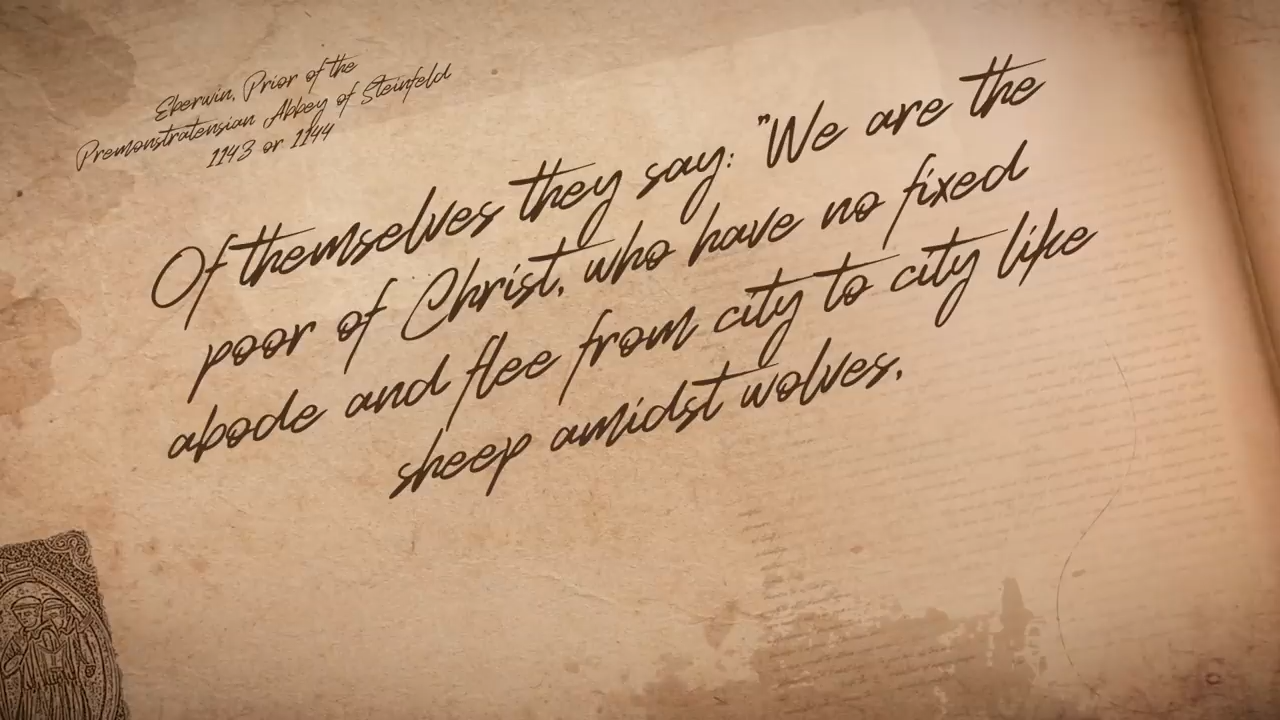 Eberwin, Prior of the
Premonstratensian Abbey of Steinfeld
1143 or 1144
Of themselves they say: "We are the
poor of Christ, who have no fixed
abode and flee from city to city like
sheep amidst wolves,